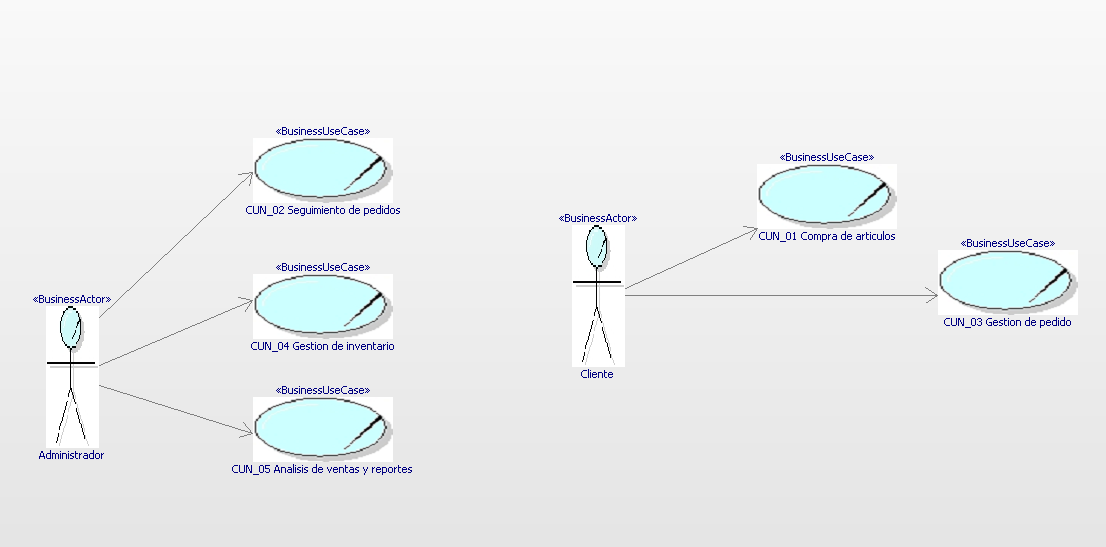 «BusinessUseCase»
CUN_02 Seguimiento de pedidos
«BusinessUseCase»
CUN_04 Gestion de inventario
«BusinessActor»
Administrador
«BusinessUseCase»
CUN_05 Analisis de ventas y reportes
«BusinessUseCase»
CUN_01 Compra de articulos
«BusinessActor»
Cliente
«BusinessUseCase»
CUN_03 Gestion de pedido